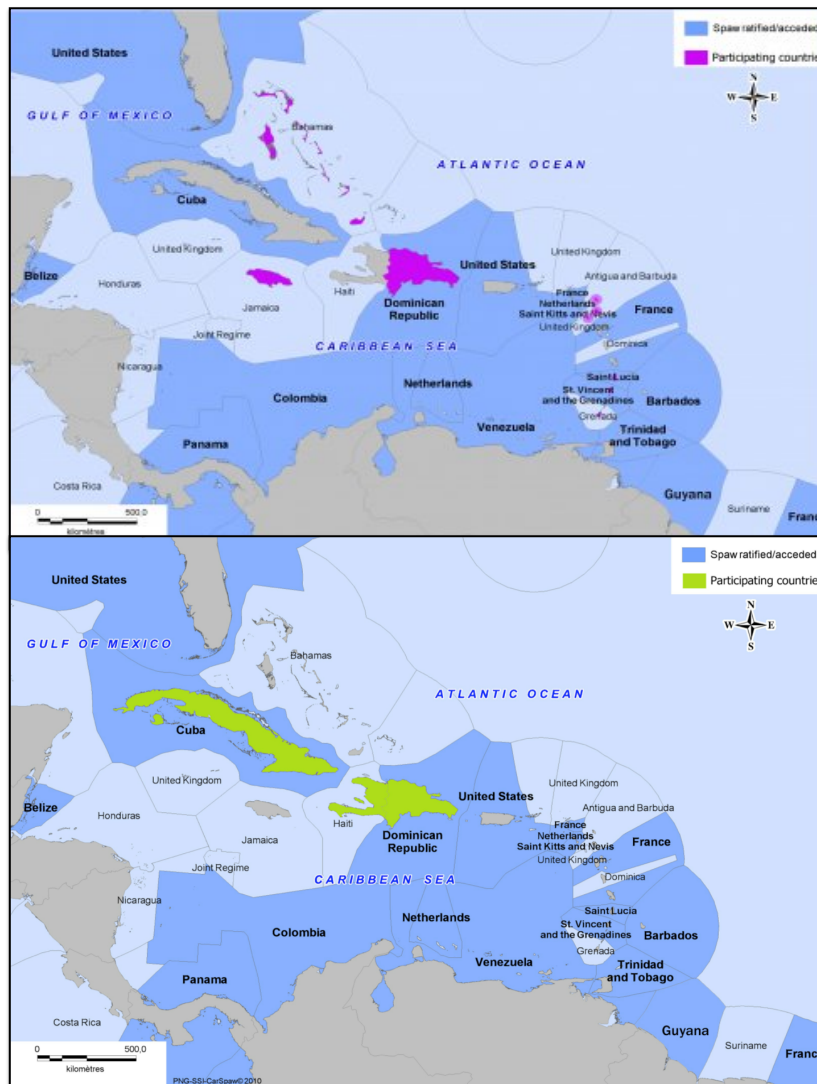 Spaw ratified/acceded
United States
Participating countrie
N
W E
S
GULF OF MEXICO
Bahamas
ATLANTIC OCEAN
Cuba
United Kingdom
United States
United Kingdom
Belize
Honduras
Antigua and Barbuda
Haiti
France
Netherlands
Dominican
Republic
Saint Kitts and Nevis
France
Jamaica
United Kingdom
Joint Regime
CARIBBEAN SEA
Dominica
Nicaragua
Saint Lucia
Netherlands
St. Vincent
and the Grenadines
Colombia
Barbados
Grenada
Venezuela
Trinidad
and Tobago
Panama
Costa Rica
Guyana
Suriname
0 500,0
kilomètres
Franc
Spaw ratified/acceded
United States
Participating countrie
N
W E
S
GULF OF MEXICO
Bahamas
ATLANTIC OCEAN
Cuba
United Kingdom
United States
United Kingdom
Belize
Honduras
Antigua and Barbuda
Haiti
France
Netherlands
Dominican
Republic
Saint Kitts and Nevis
France
Jamaica
United Kingdom
Joint Regime
CARIBBEAN SEA
Dominica
Nicaragua
Saint Lucia
Netherlands
St. Vincent
and the Grenadines
Colombia
Barbados
Grenada
Venezuela
Trinidad
and Tobago
Panama
Costa Rica
Guyana
Suriname
0 500,0
kilomètres
Franc
PNG-SSI-CarSpaw© 2010